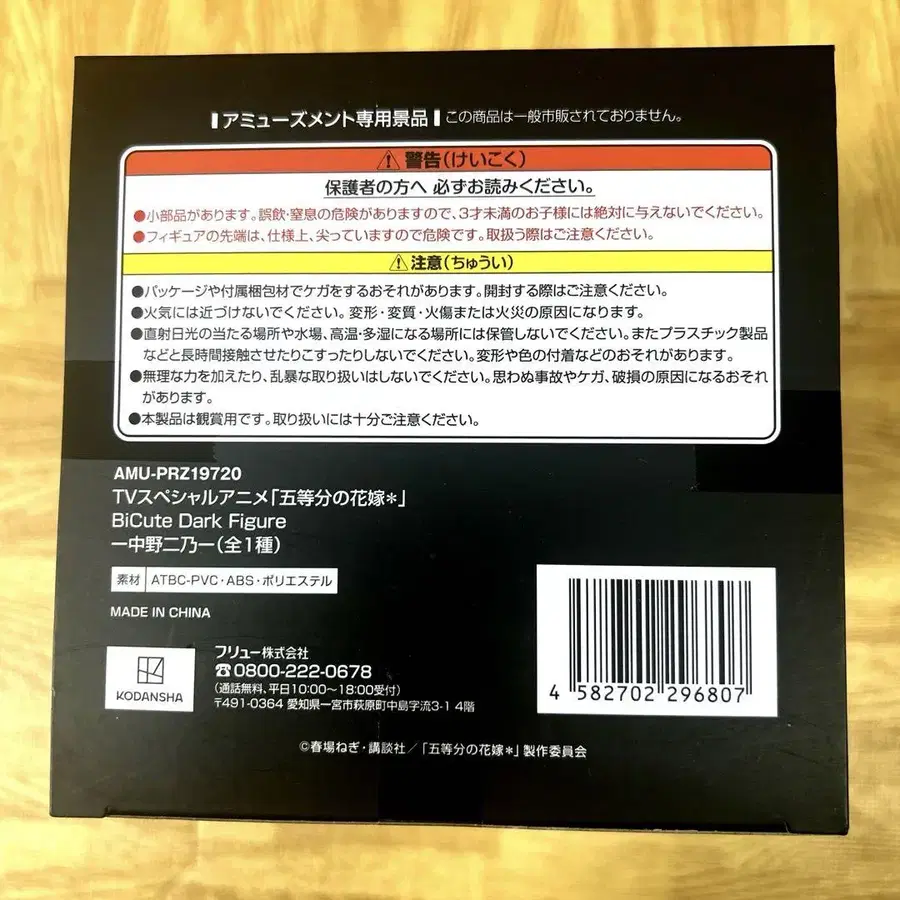 アミューズメント専用景品 この商品は一般市販されておりません。
⚠警告(けいこく)
保護者の方へ 必ずお読みください。
●小部品があります。誤飲・窒息の危険がありますので、3才未満のお子様には絶対に与えないでください。
●フィギュアの先端は、仕様上、尖っていますので危険です。取扱う際はご注意ください。
⚠注意(ちゅうい)
●パッケージや付属梱包材でケガをするおそれがあります。開封する際はご注意ください。
●火気には近づけないでください。変形・変質・火傷または火災の原因になります。
●直射日光の当たる場所や水場、高温・多湿になる場所には保管しないでください。またプラスチック製品
などと長時間接触させたりこすったりしないでください。変形や色の付着などのおそれがあります。
●無理な力を加えたり、乱暴な取り扱いはしないでください。思わぬ事故やケガ、破損の原因になるおそれ
があります。
●本製品は観賞用です。取り扱いには十分ご注意ください。
AMU-PRZ19720
TVスペシャルアニメ「五等分の花嫁*」
BiCute Dark Figure
ー中野二乃ー(全1種)
素材 ATBC-PVC・ABS・ポリエステル
MADE IN CHINA
KODANSHA
フリュー株式会社
☎0800-222-0678
(通話無料、平日10:00〜18:00受付)
〒491-0364 愛知県一宮市萩原町中島字流3-1 4階
4 582702 296807
©春場ねぎ・講談社/「五等分の花嫁*」製作委員会